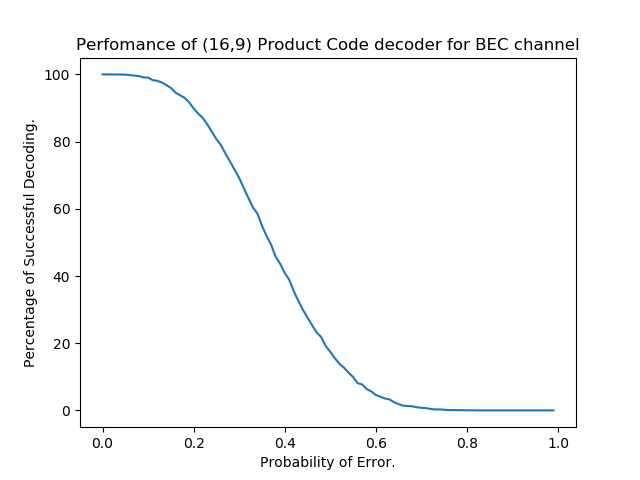 Perfomance of (16,9) Product Code decoder for BEC channel
Percentage of Successful Decoding.
100
80
60
40
20
0
0.0 0.2 0.4 0.6 0.8 1.0
Probability of Error.